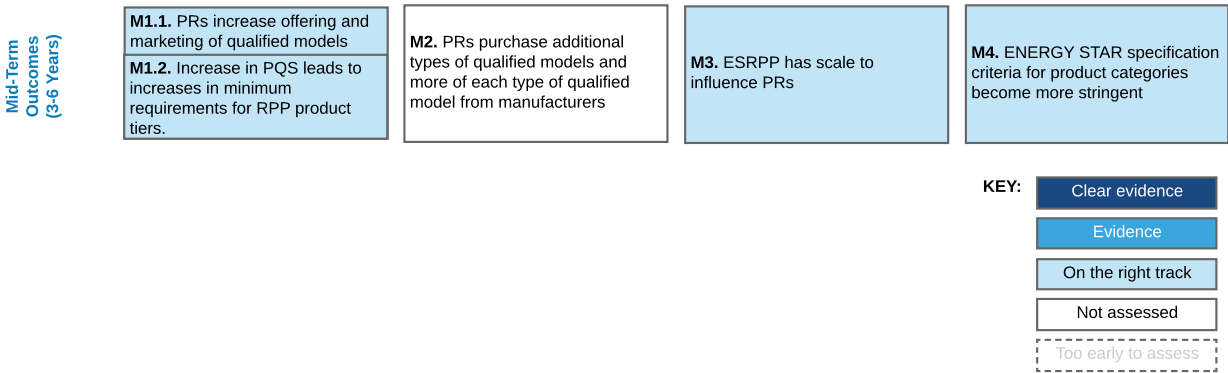 Mid-Term
Outcomes
(3-6 Years)
M1.1. PRs increase offering and
marketing of qualified models
M1.2. Increase in PQS leads to
increases in minimum
requirements for RPP product
tiers.
M2. PRs purchase additional
types of qualified models and
more of each type of qualified
model from manufacturers
M3. ESRPP has scale to
influence PRs
M4. ENERGY STAR specification
criteria for product categories
become more stringent
KEY:
Clear evidence
Evidence
On the right track
Not assessed
Too early to assess